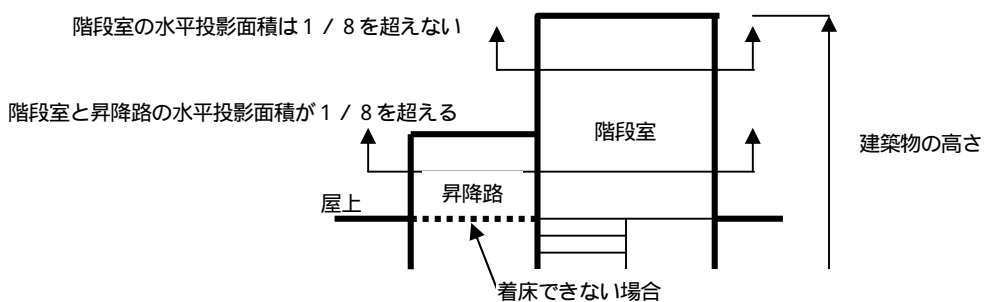 階段室の水平投影面積は1/8を超えない
階段室と昇降路の水平投影面積が1/8を超える
階段室
建築物の高さ
昇降路
屋上
着床できない場合